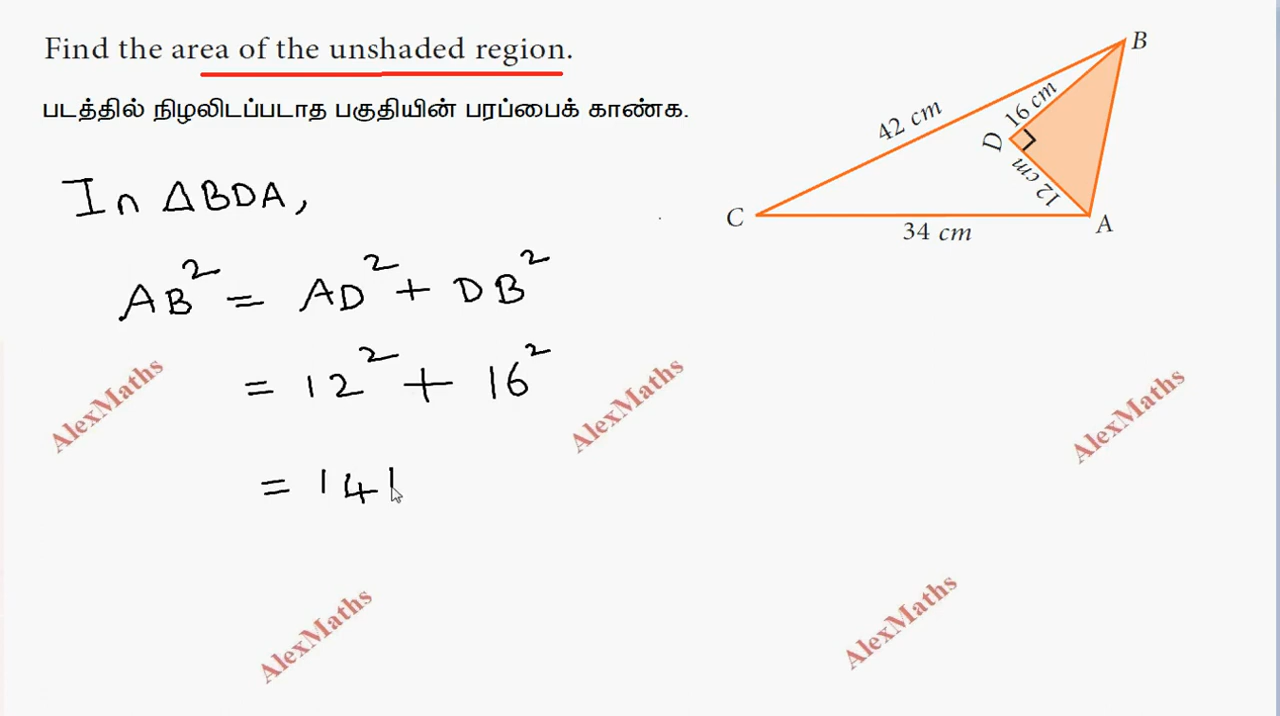 Find the area of the unshaded region.
படத்தில் நிழலிடப்படாத பகுதியின் பரப்பைக் காண்க.
B
42 cm
16 cm
D
12 cm
C
34 cm
A
In ΔBDA,
AB² = AD² + DB²
= 12² + 16²
= 14
AlexMaths
AlexMaths
AlexMaths
AlexMaths
AlexMaths